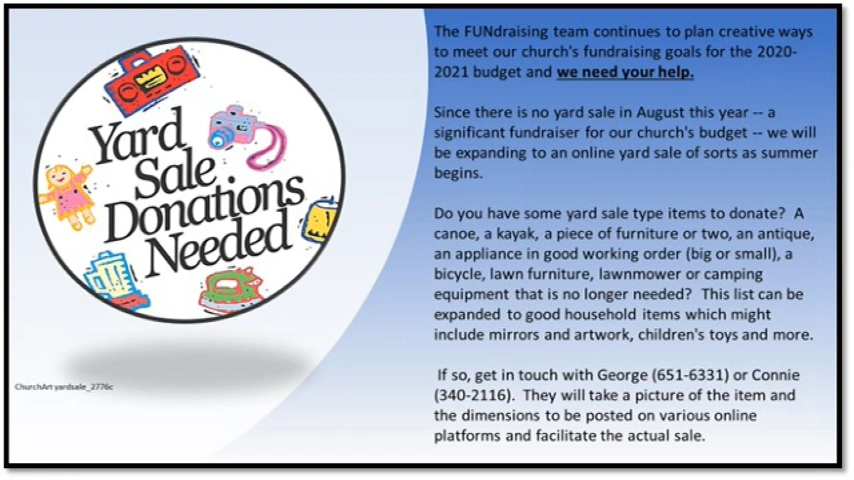 Yard
Sale
Donations
Needed
ChurchArt yardsale_2776c
The FUNdraising team continues to plan creative ways
to meet our church's fundraising goals for the 2020-
2021 budget and we need your help.
Since there is no yard sale in August this year -- a
significant fundraiser for our church's budget -- we will
be expanding to an online yard sale of sorts as summer
begins.
Do you have some yard sale type items to donate? A
canoe, a kayak, a piece of furniture or two, an antique,
an appliance in good working order (big or small), a
bicycle, lawn furniture, lawnmower or camping
equipment that is no longer needed? This list can be
expanded to good household items which might
include mirrors and artwork, children's toys and more.
If so, get in touch with George (651-6331) or Connie
(340-2116). They will take a picture of the item and
the dimensions to be posted on various online
platforms and facilitate the actual sale.